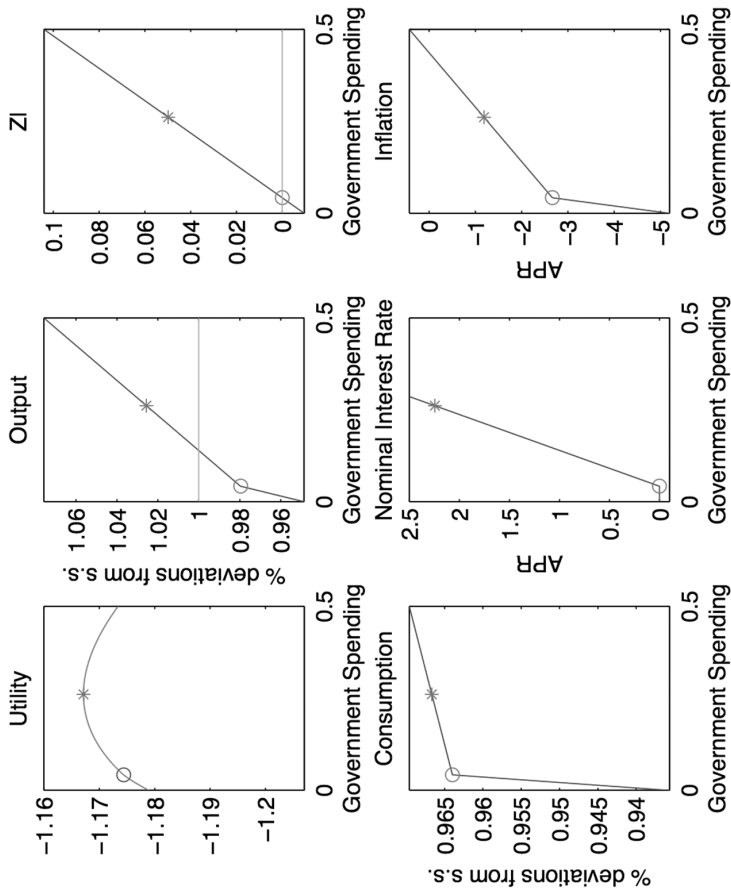 Utility
−1.16
−1.17
−1.18
−1.19
−1.2
0
0.5
Government Spending
Output
% deviations from s.s.
1.06
1.04
1.02
1
0.98
0.96
0
0.5
Government Spending
ZI
0.1
0.08
0.06
0.04
0.02
0
0
0.5
Government Spending
Consumption
% deviations from s.s.
0.965
0.96
0.955
0.95
0.945
0.94
0
0.5
Government Spending
Nominal Interest Rate
APR
2.5
2
1.5
1
0.5
0
0
0.5
Government Spending
Inflation
APR
0
−1
−2
−3
−4
−5
0
0.5
Government Spending